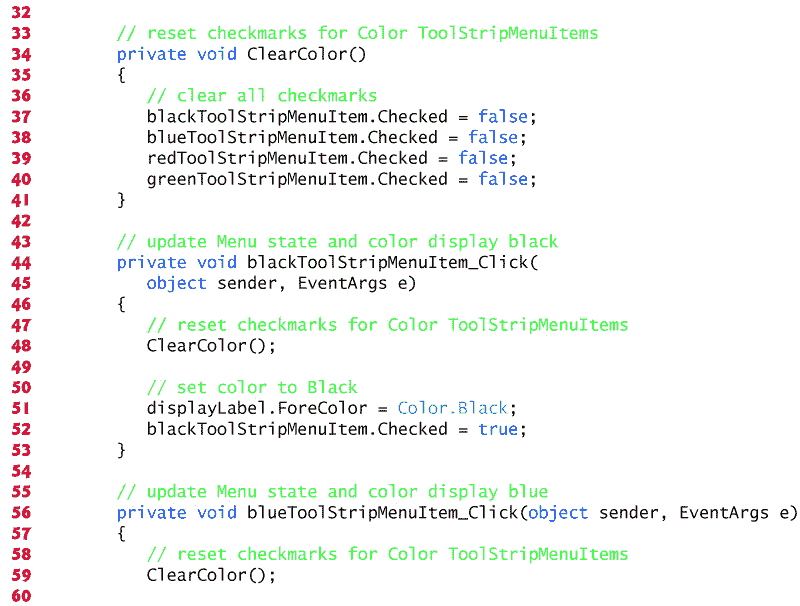 32
33 // reset checkmarks for Color ToolStripMenuItems
34 private void ClearColor()
35 {
36 // clear all checkmarks
37 blackToolStripMenuItem.Checked = false;
38 blueToolStripMenuItem.Checked = false;
39 redToolStripMenuItem.Checked = false;
40 greenToolStripMenuItem.Checked = false;
41 }
42
43 // update Menu state and color display black
44 private void blackToolStripMenuItem_Click(
45 object sender, EventArgs e)
46 {
47 // reset checkmarks for Color ToolStripMenuItems
48 ClearColor();
49
50 // set color to Black
51 displayLabel.ForeColor = Color.Black;
52 blackToolStripMenuItem.Checked = true;
53 }
54
55 // update Menu state and color display blue
56 private void blueToolStripMenuItem_Click(object sender, EventArgs e)
57 {
58 // reset checkmarks for Color ToolStripMenuItems
59 ClearColor();
60